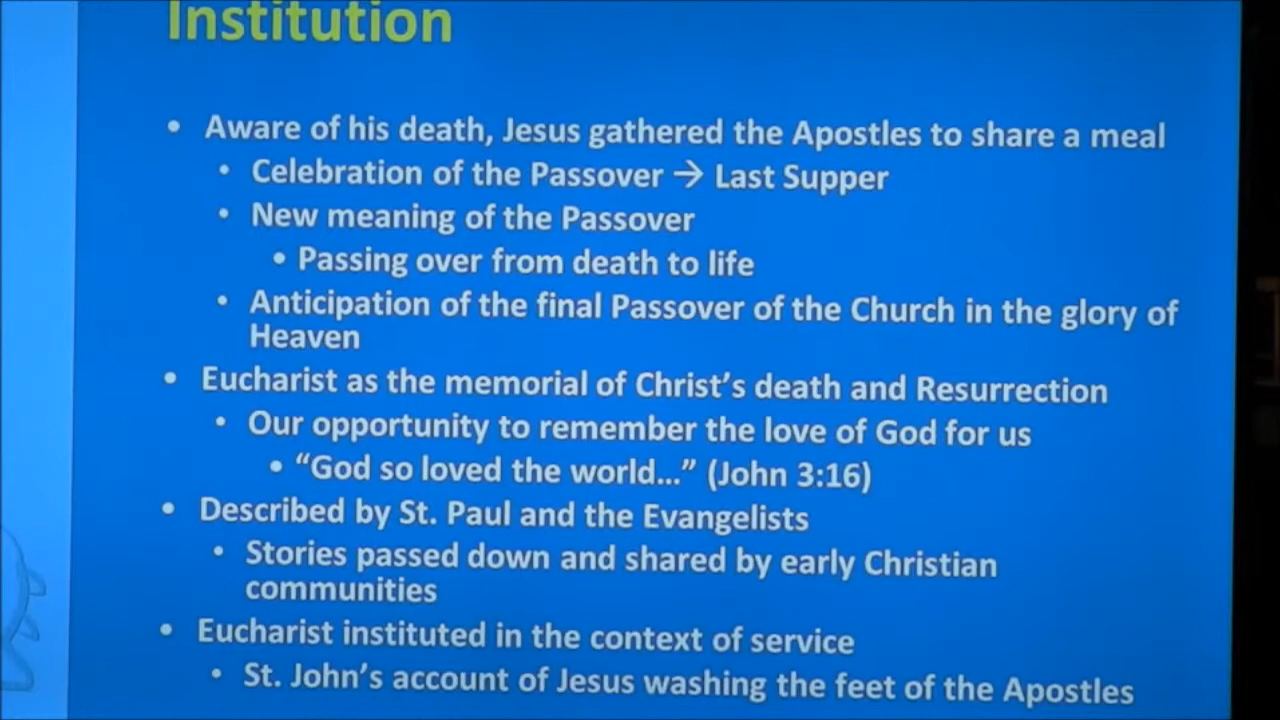 Institution
• Aware of his death, Jesus gathered the Apostles to share a meal
• Celebration of the Passover → Last Supper
• New meaning of the Passover
• Passing over from death to life
• Anticipation of the final Passover of the Church in the glory of
Heaven
• Eucharist as the memorial of Christ’s death and Resurrection
• Our opportunity to remember the love of God for us
• “God so loved the world...” (John 3:16)
• Described by St. Paul and the Evangelists
• Stories passed down and shared by early Christian
communities
• Eucharist instituted in the context of service
• St. John’s account of Jesus washing the feet of the Apostles